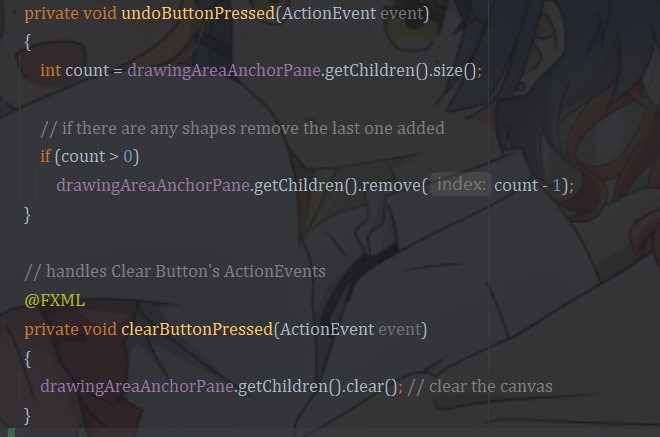 private void undoButtonPressed(ActionEvent event)
{
int count = drawingAreaAnchorPane.getChildren().size();
// if there are any shapes remove the last one added
if (count > 0)
drawingAreaAnchorPane.getChildren().remove( index: count - 1);
}
// handles Clear Button's ActionEvents
@FXML
private void clearButtonPressed(ActionEvent event)
{
drawingAreaAnchorPane.getChildren().clear(); // clear the canvas
}